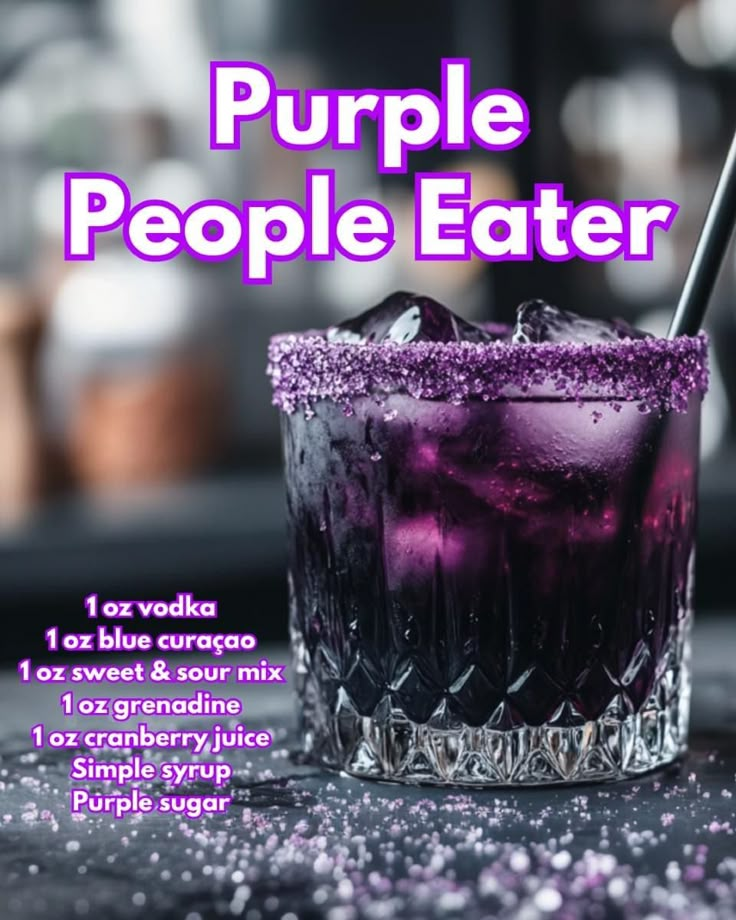 Purple
People Eater
1 oz vodka
1 oz blue curaçao
1 oz sweet & sour mix
1 oz grenadine
1 oz cranberry juice
Simple syrup
Purple sugar